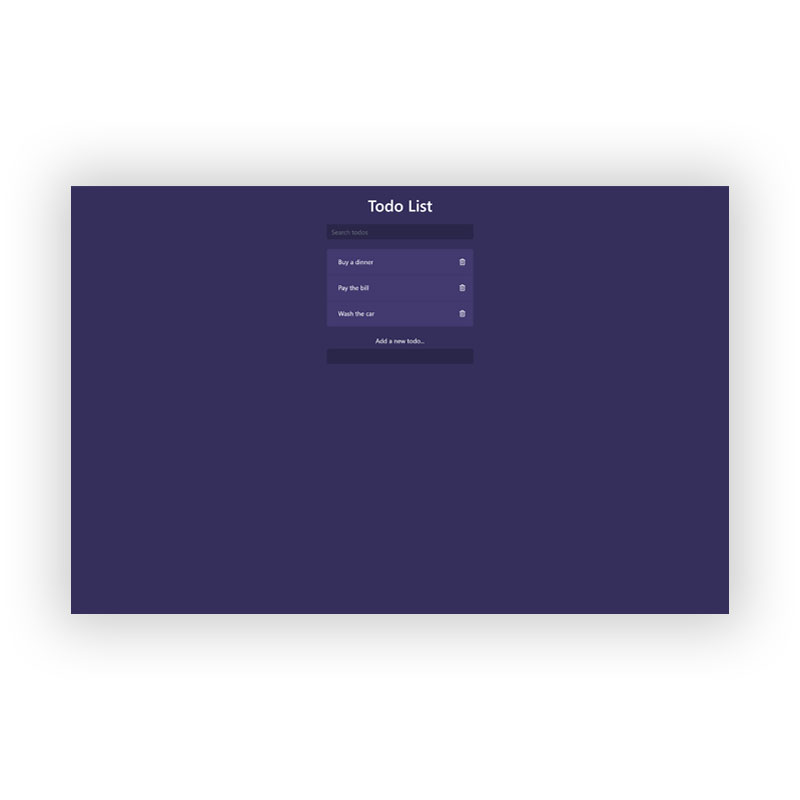 Todo List
Search todos
Buy a dinner
Pay the bill
Wash the car
Add a new todo...